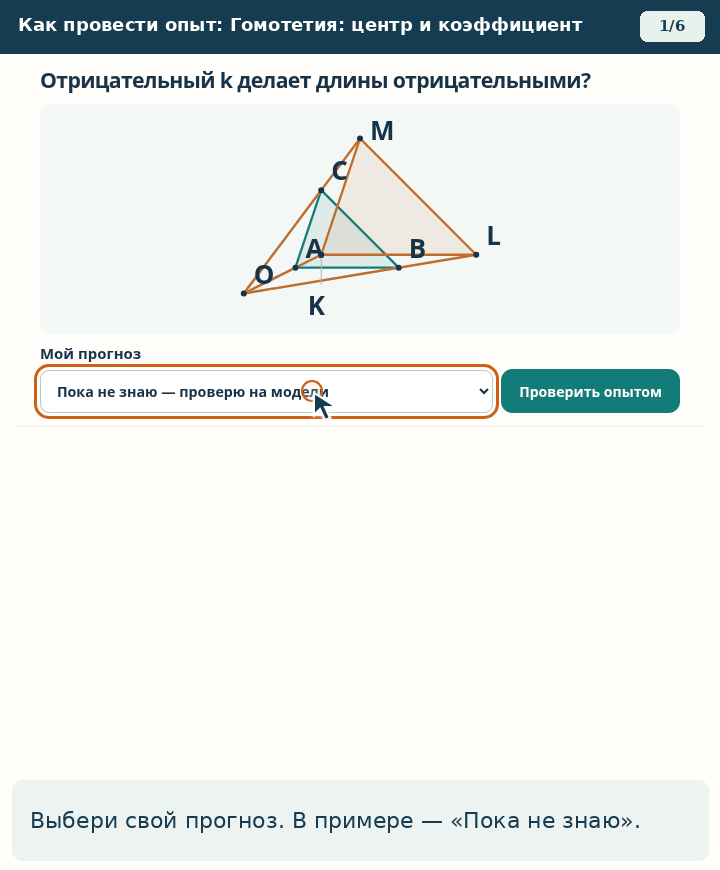 Как провести опыт: Гомотетия: центр и коэффициент
1/6
Отрицательный k делает длины отрицательными?
M
C
L
A
B
O
K
Мой прогноз
Пока не знаю — проверю на модели
Проверить опытом
Выбери свой прогноз. В примере — «Пока не знаю».